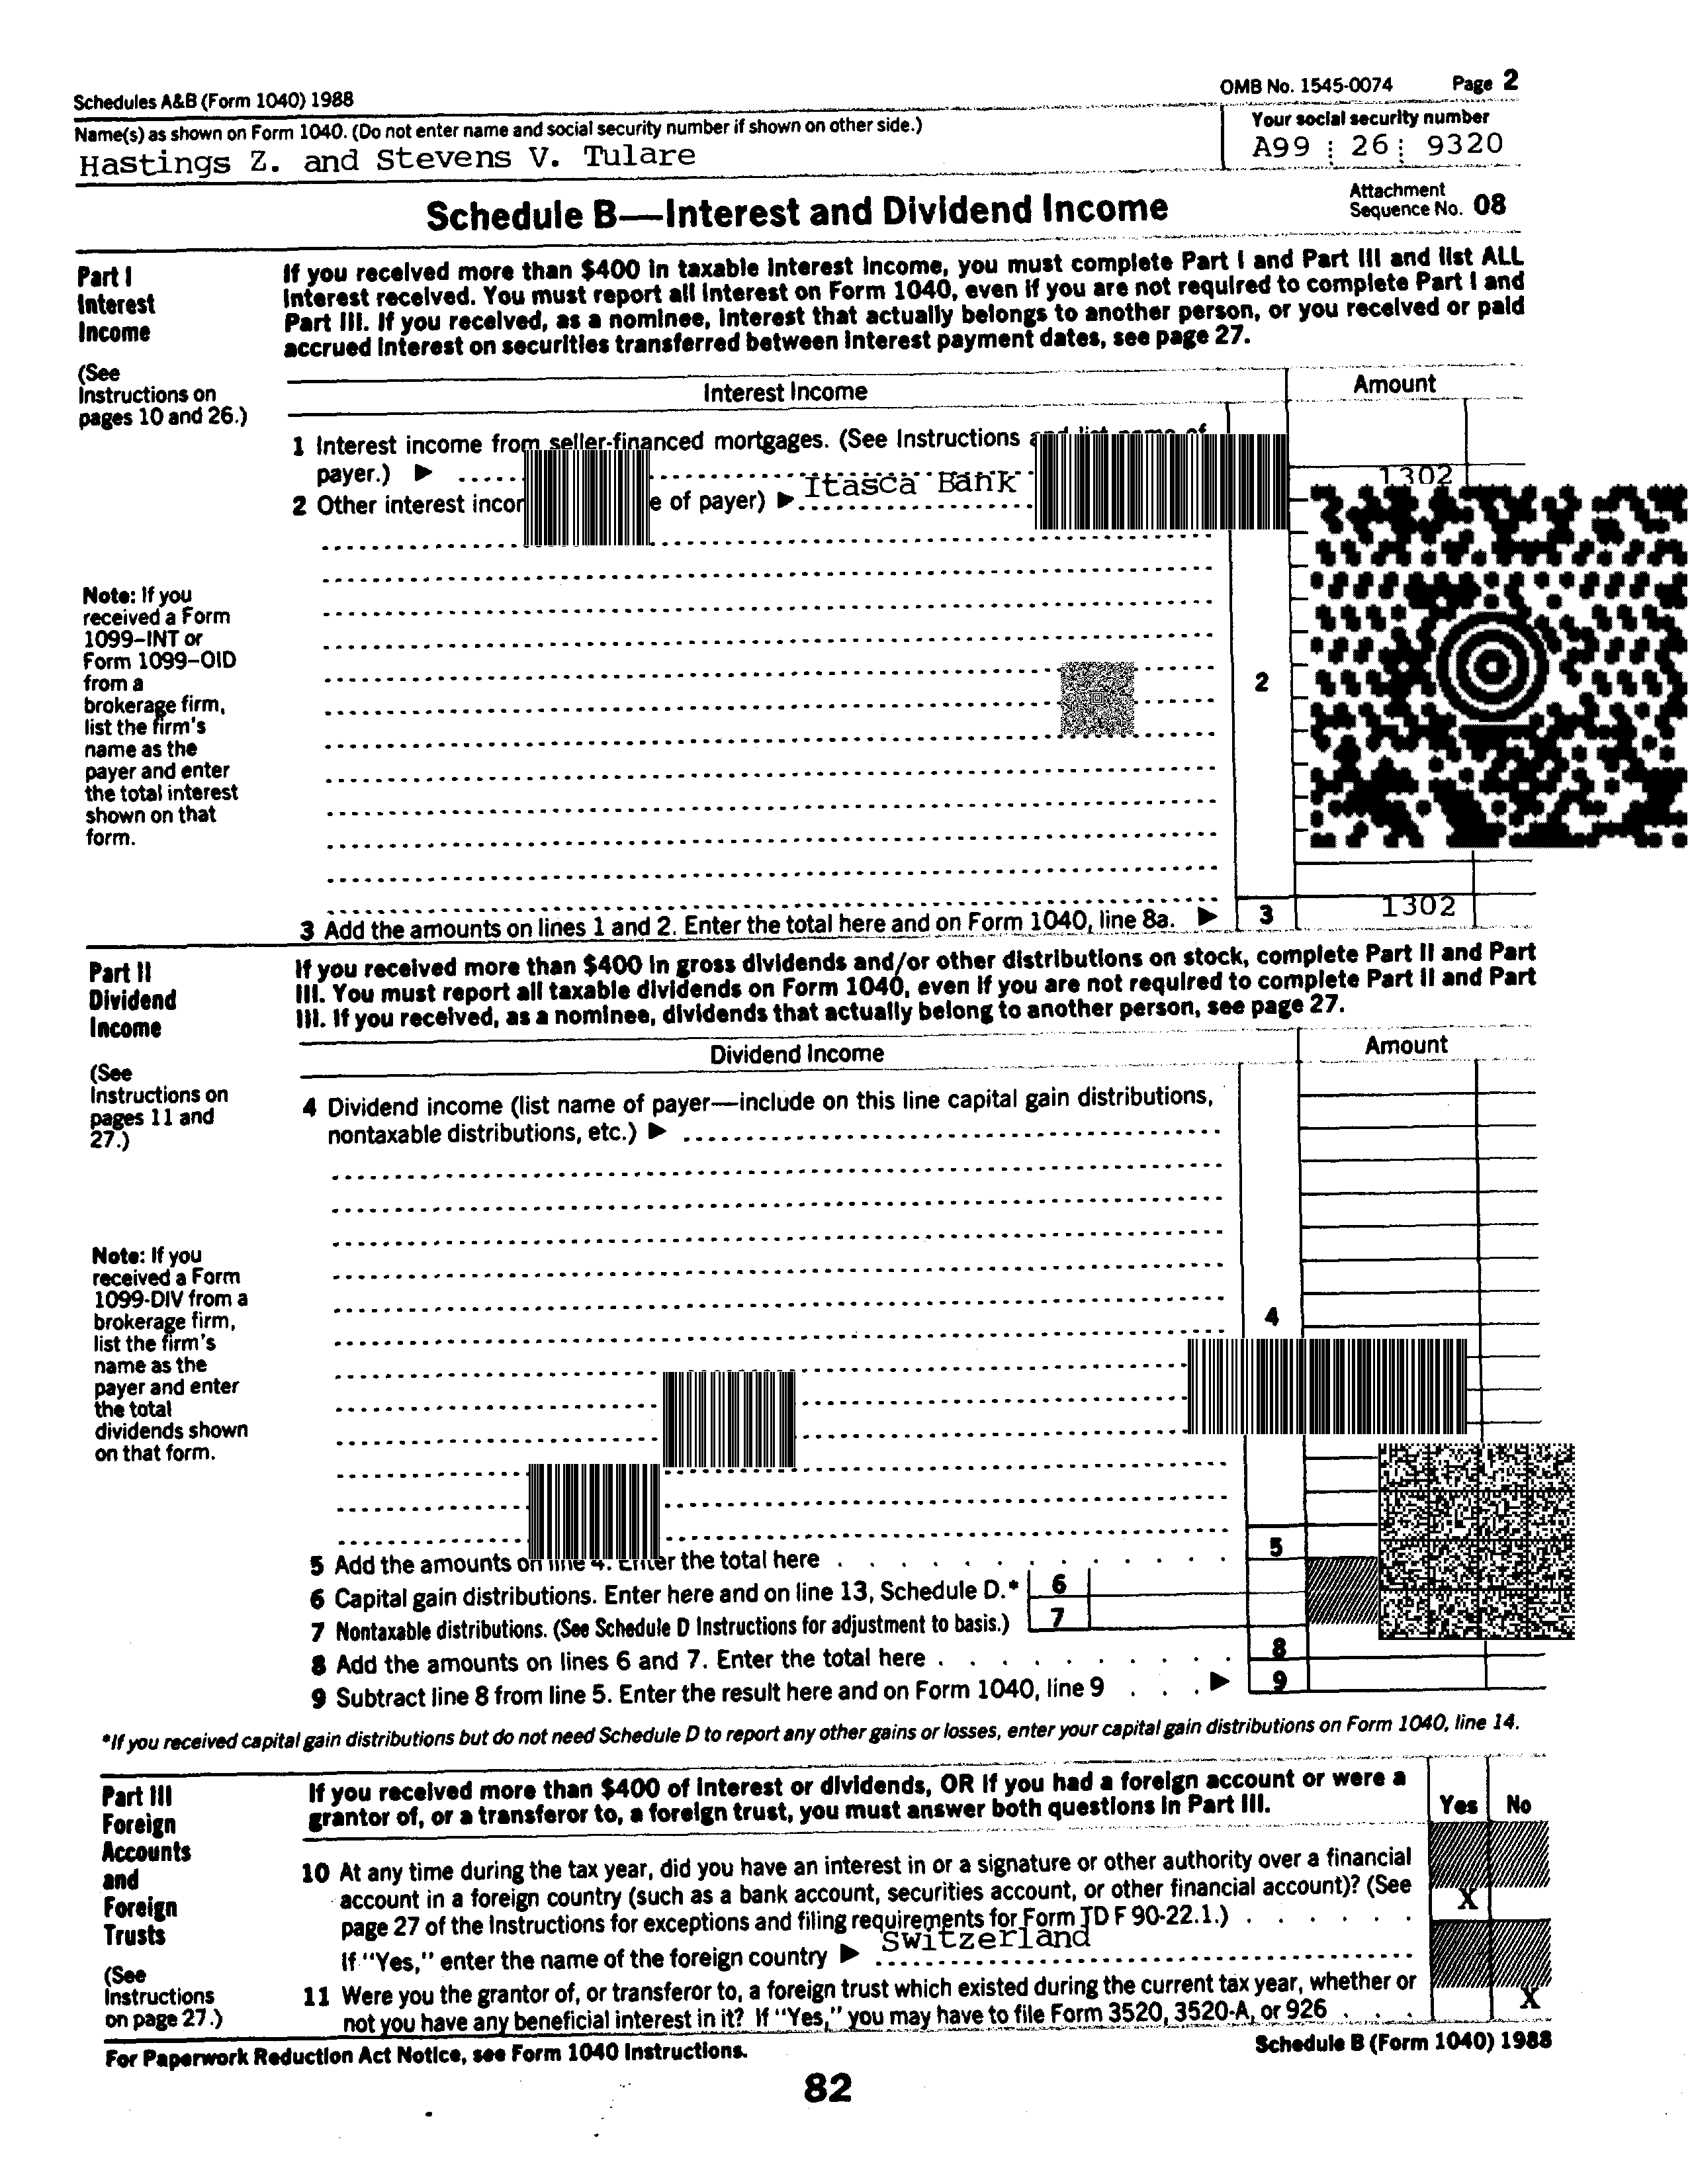 Schedules A&B (Form 1040) 1988
OMB No. 1545-0074 Page 2
Name(s) as shown on Form 1040. (Do not enter name and social security number if shown on other side.)
Your social security number
Hastings Z. and Stevens V. Tulare
A99 26 9320
Schedule B—Interest and Dividend Income
Attachment
Sequence No. 08
Part I
Interest
Income
(See
Instructions on
pages 10 and 26.)
If you received more than $400 in taxable interest income, you must complete Part I and Part III and list ALL
interest received. You must report all interest on Form 1040, even if you are not required to complete Part I and
Part III. If you received, as a nominee, interest that actually belongs to another person, or you received or paid
accrued interest on securities transferred between interest payment dates, see page 27.
Interest Income
Amount
1 Interest income from seller-financed mortgages. (See Instructions
payer.) ▶
1302
2 Other interest e of payer) ▶ Itasca Bank
Note: If you
received a Form
1099–INT or
Form 1099–OID
from a
brokerage firm,
list the firm's
name as the
payer and enter
the total interest
shown on that
form.
2
3 Add the amounts on lines 1 and 2. Enter the total here and on Form 1040, line 8a. ▶ 3 1302
Part II
Dividend
Income
(See
Instructions on
pages 11 and
27.)
If you received more than $400 in gross dividends and/or other distributions on stock, complete Part II and Part
III. You must report all taxable dividends on Form 1040, even if you are not required to complete Part II and Part
III. If you received, as a nominee, dividends that actually belong to another person, see page 27.
Dividend Income
Amount
4 Dividend income (list name of payer—include on this line capital gain distributions,
nontaxable distributions, etc.) ▶
Note: If you
received a Form
1099-DIV from a
brokerage firm,
list the firm's
name as the
payer and enter
the total
dividends shown
on that form.
4
5 Add the amounts on line 4. Enter the total here 5
6 Capital gain distributions. Enter here and on line 13, Schedule D.* 6
7 Nontaxable distributions. (See Schedule D Instructions for adjustment to basis.) 7
8 Add the amounts on lines 6 and 7. Enter the total here 8
9 Subtract line 8 from line 5. Enter the result here and on Form 1040, line 9 ▶ 9
*If you received capital gain distributions but do not need Schedule D to report any other gains or losses, enter your capital gain distributions on Form 1040, line 14.
Part III
Foreign
Accounts
and
Foreign
Trusts
(See
Instructions
on page 27.)
If you received more than $400 of interest or dividends, OR if you had a foreign account or were a
grantor of, or a transferor to, a foreign trust, you must answer both questions in Part III.
Yes No
10 At any time during the tax year, did you have an interest in or a signature or other authority over a financial
account in a foreign country (such as a bank account, securities account, or other financial account)? (See
page 27 of the Instructions for exceptions and filing requirements for Form TD F 90-22.1.) X
If "Yes," enter the name of the foreign country ▶ Switzerland
11 Were you the grantor of, or transferor to, a foreign trust which existed during the current tax year, whether or
not you have any beneficial interest in it? If "Yes," you may have to file Form 3520, 3520-A, or 926 X
For Paperwork Reduction Act Notice, see Form 1040 Instructions.
Schedule B (Form 1040) 1988
82